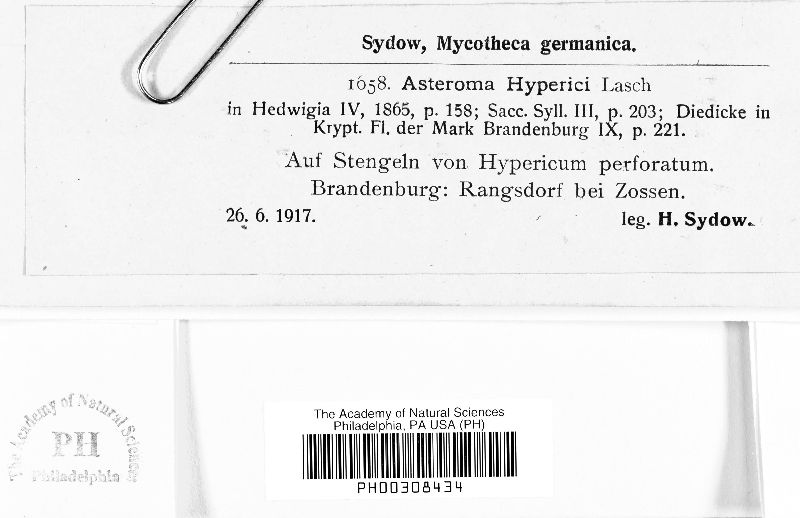 Sydow, Mycotheca germanica.
1658. Asteroma Hyperici Lasch
in Hedwigia IV, 1865, p. 158; Sacc. Syll. III, p. 203; Diedicke in
Krypt. Fl. der Mark Brandenburg IX, p. 221.
Auf Stengeln von Hypericum perforatum.
Brandenburg: Rangsdorf bei Zossen.
26. 6. 1917. leg. H. Sydow.
The Academy of Natural Sciences
PH
Philadelphia
The Academy of Natural Sciences
Philadelphia, PA USA (PH)
PH00308434